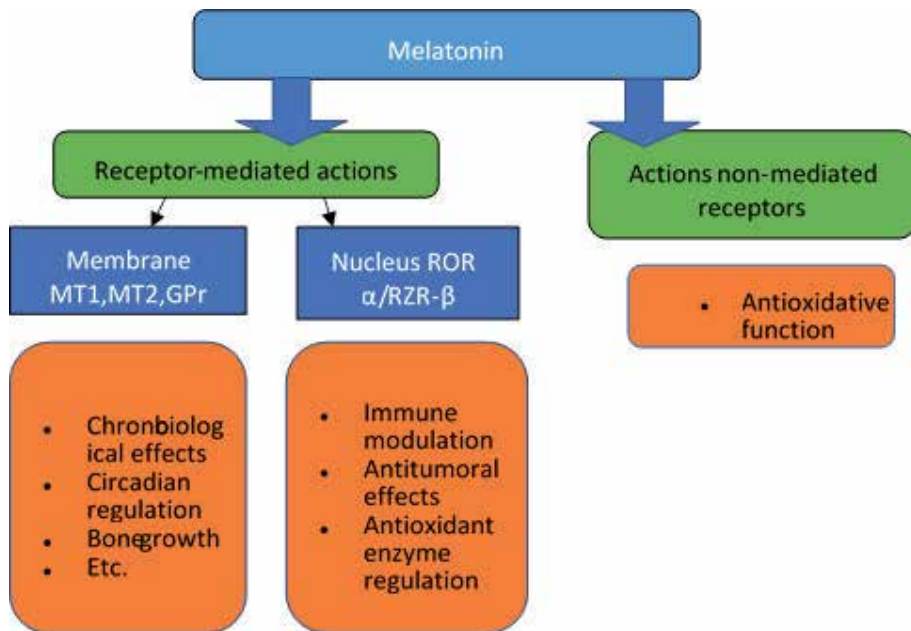 Melatonin
Receptor-mediated actions
Actions non-mediated
receptors
Membrane
MT1,MT2,GPr
Nucleus ROR
α/RZR-β
• Antioxidative
function
• Chronbiolog
ical effects
• Circadian
regulation
• Bonegrowth
• Etc.
• Immune
modulation
• Antitumoral
effects
• Antioxidant
enzyme
regulation